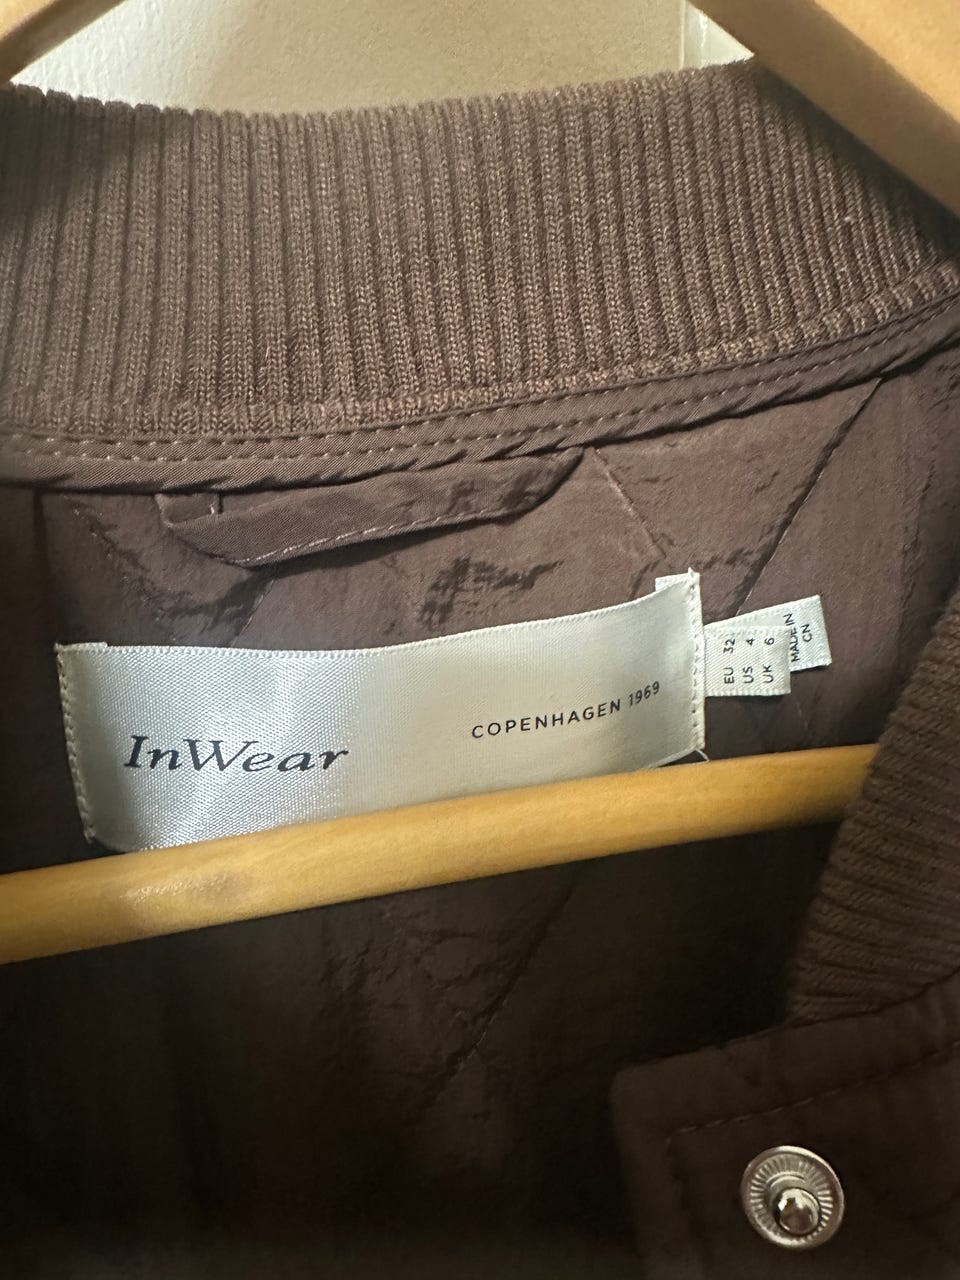 InWear
COPENHAGEN 1969
EU 32
US 4
UK 6
MADE IN
CN